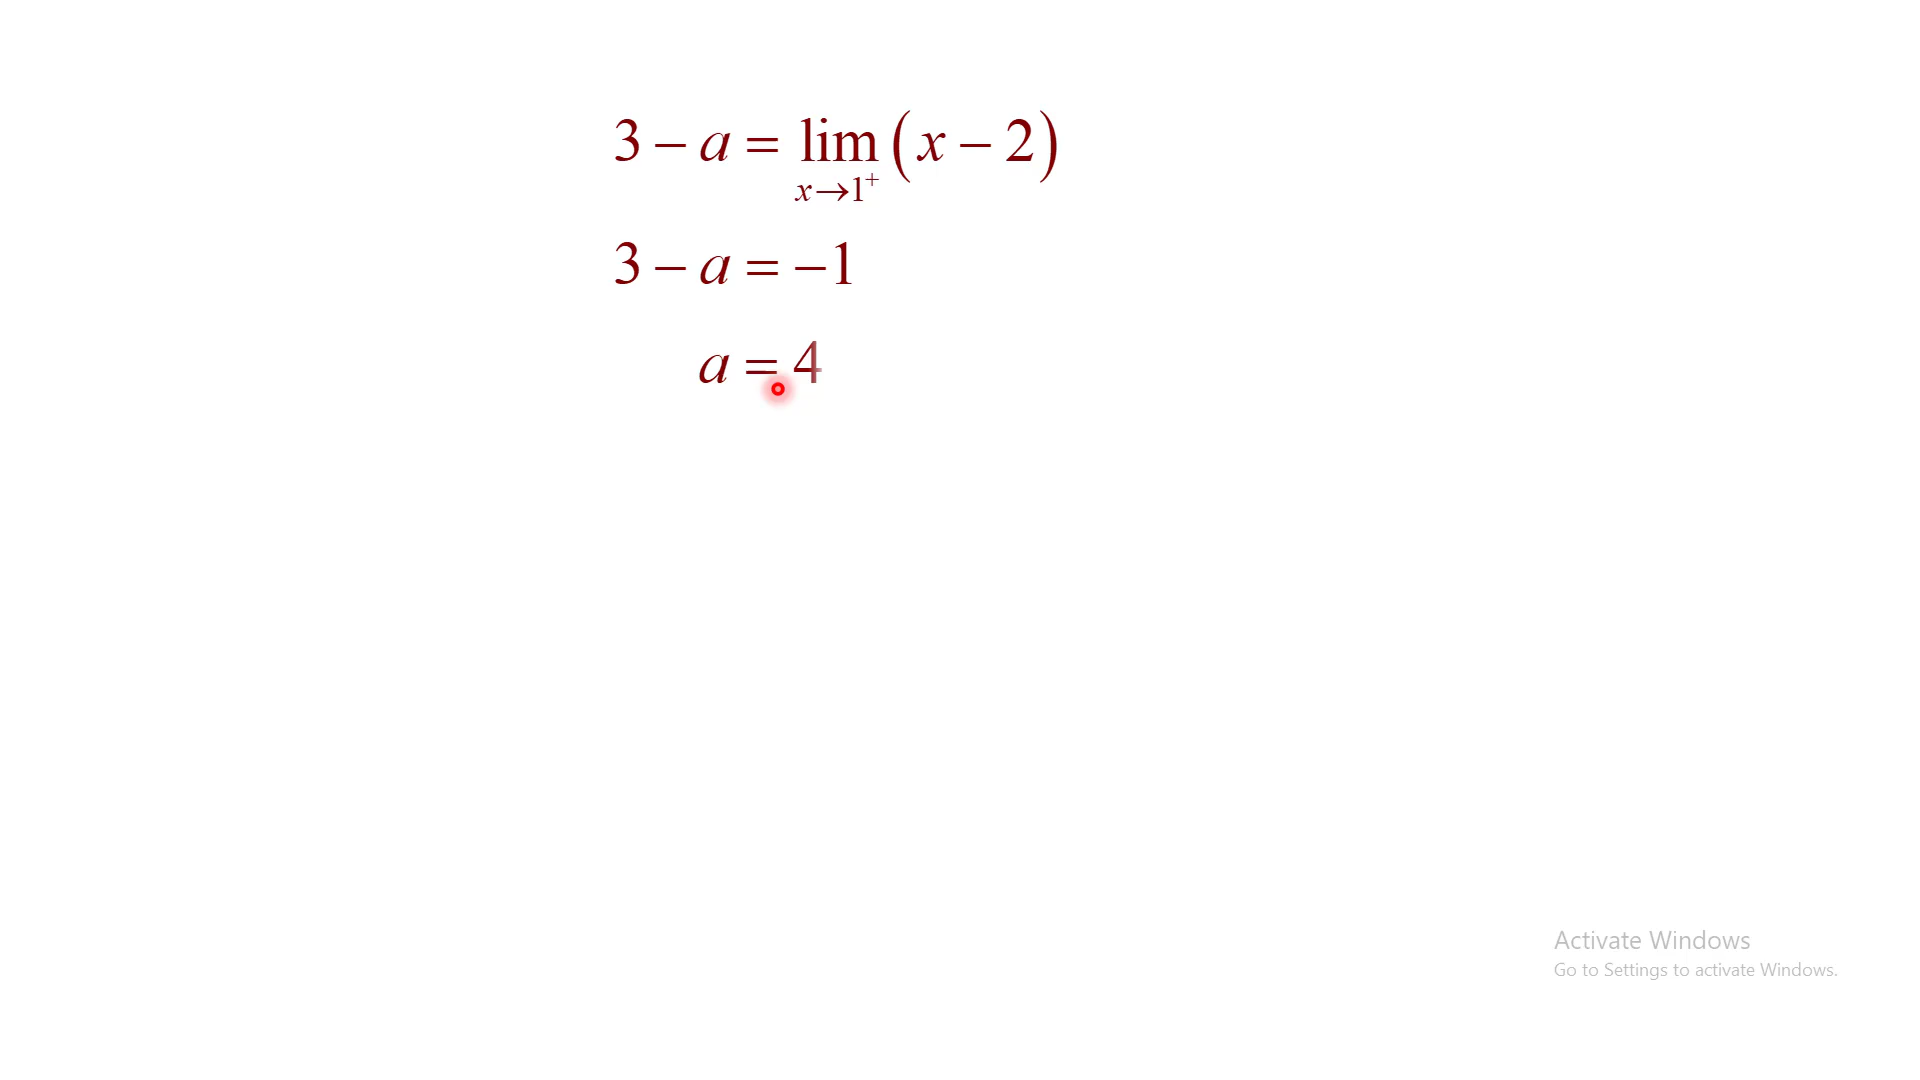 3 − a = lim (x − 2)
x→1⁺
3 − a = −1
a = 4
Activate Windows
Go to Settings to activate Windows.